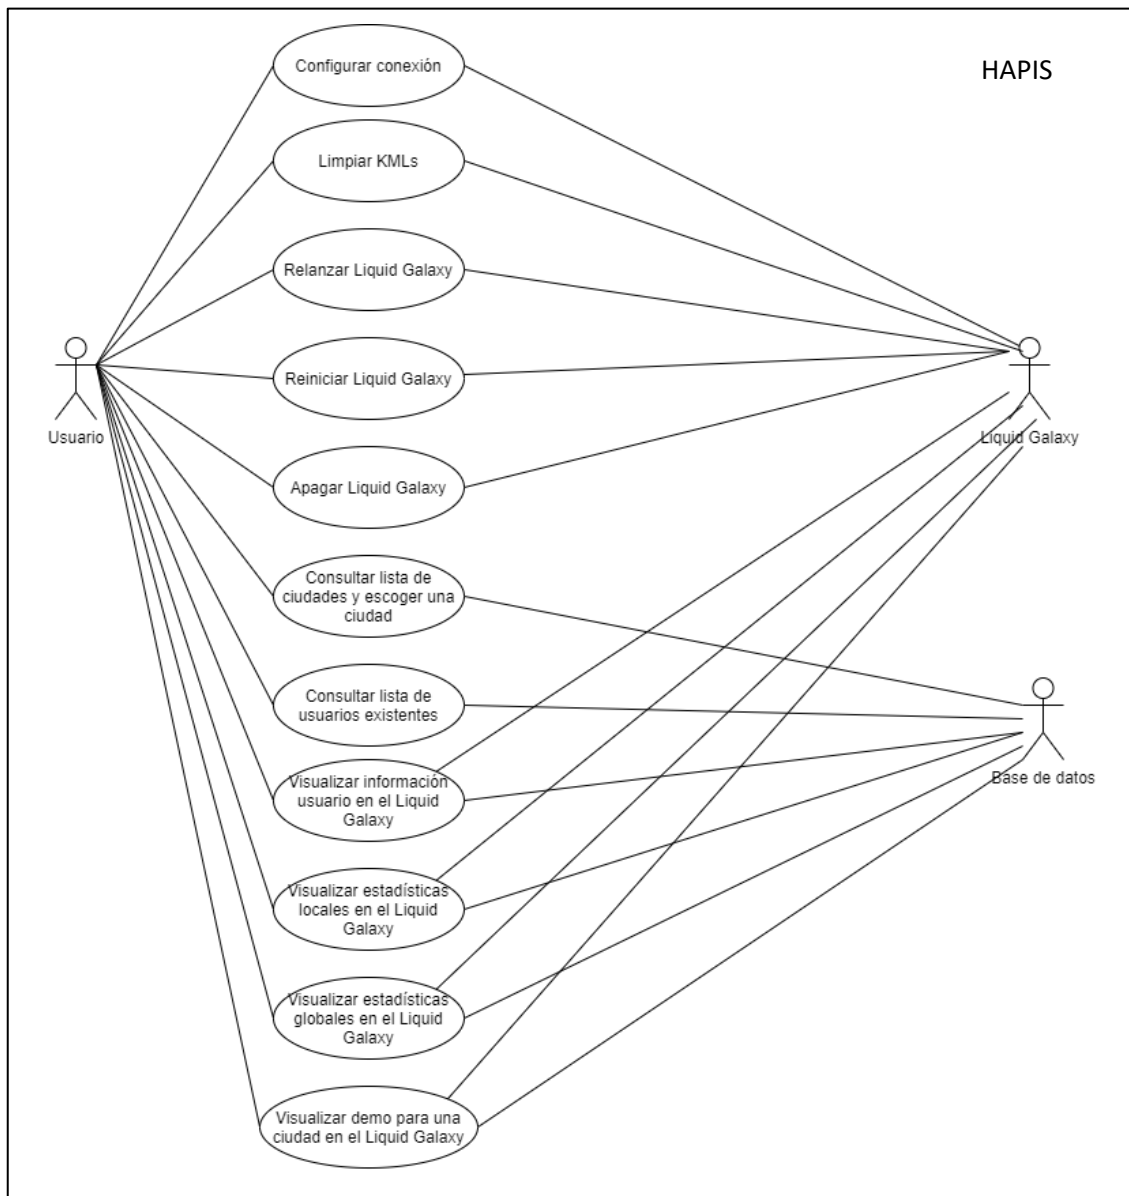 HAPIS
Configurar conexión
Limpiar KMLs
Relanzar Liquid Galaxy
Reiniciar Liquid Galaxy
Usuario
Liquid Galaxy
Apagar Liquid Galaxy
Consultar lista de
ciudades y escoger una
ciudad
Consultar lista de
usuarios existentes
Visualizar información
usuario en el Liquid
Galaxy
Base de datos
Visualizar estadísticas
locales en el Liquid
Galaxy
Visualizar estadísticas
globales en el Liquid
Galaxy
Visualizar demo para una
ciudad en el Liquid Galaxy